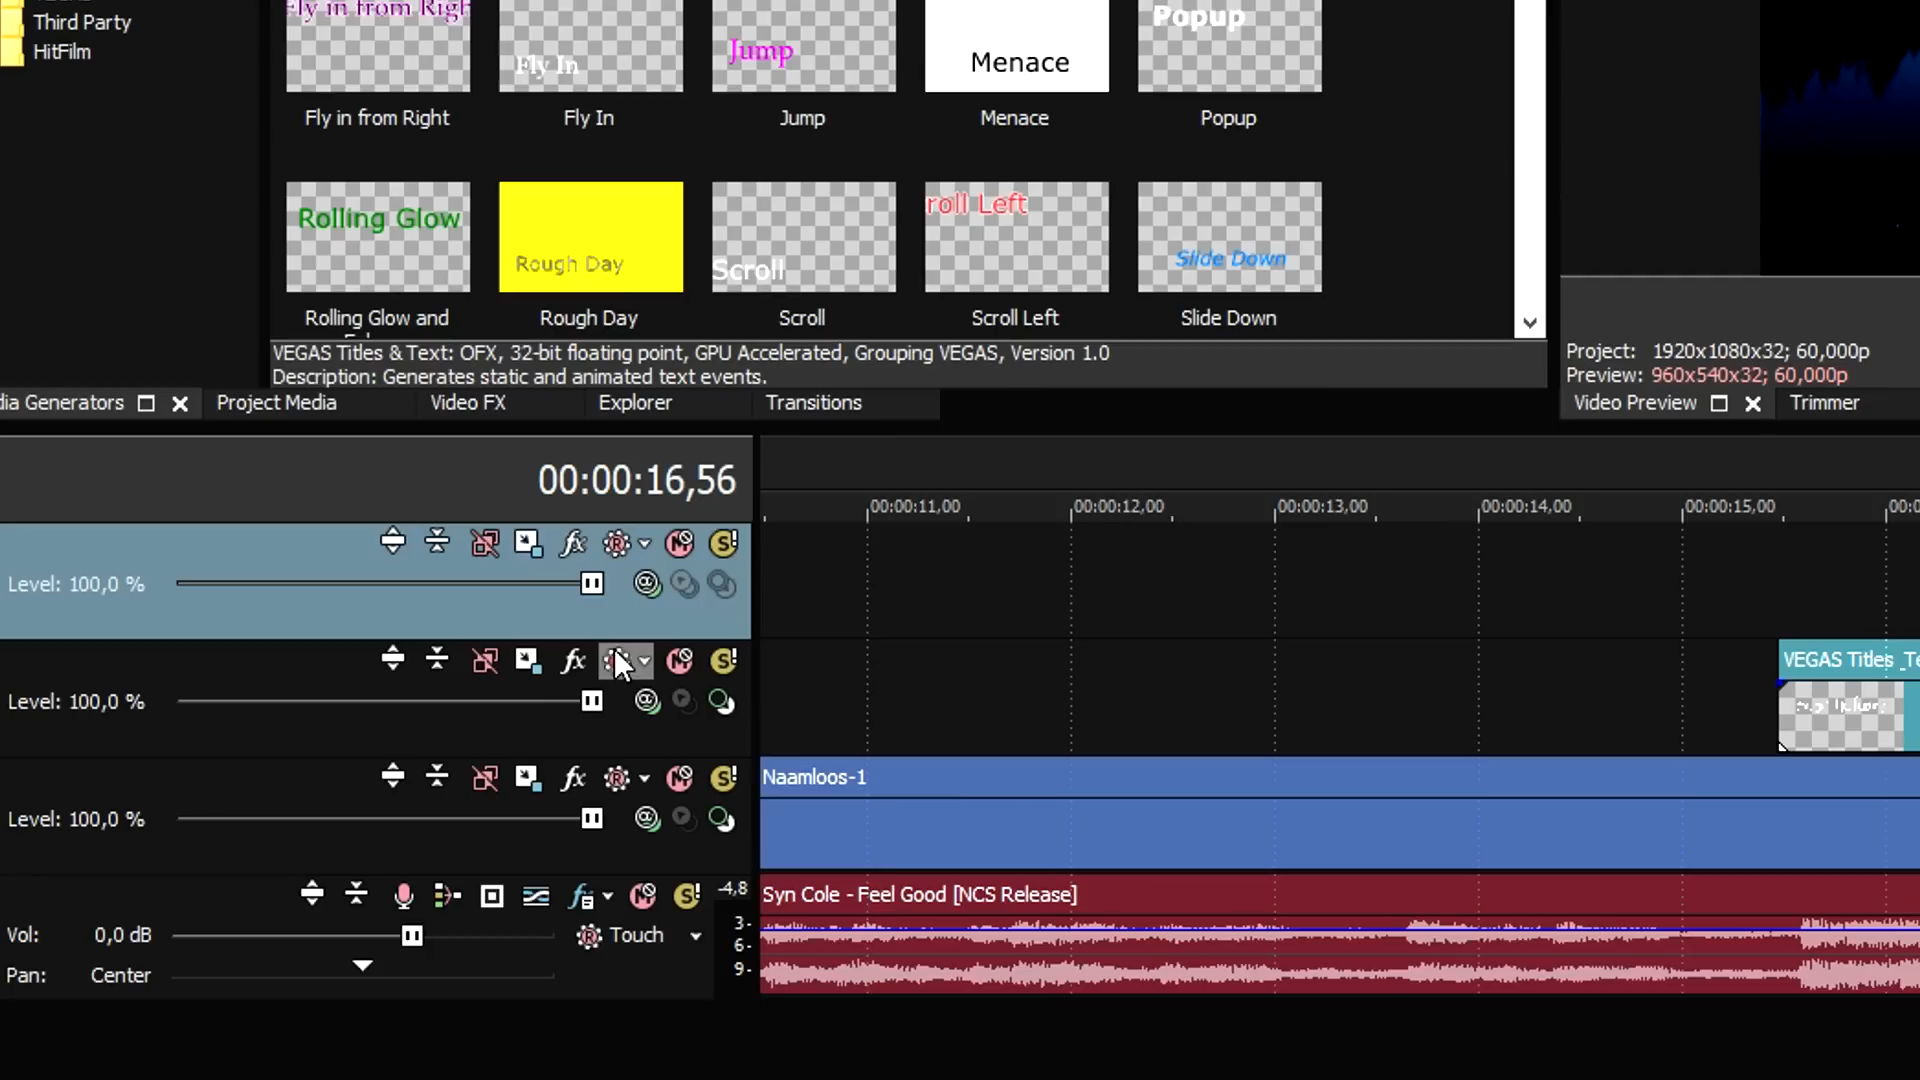 Third Party
HitFilm
Fly in from Righ
Fly In
Jump
Menace
Popup
Fly in from Right
Fly In
Jump
Menace
Popup
Rolling Glow
Rough Day
Scroll
roll Left
Slide Down
Rolling Glow and
Rough Day
Scroll
Scroll Left
Slide Down
VEGAS Titles & Text: OFX, 32-bit floating point, GPU Accelerated, Grouping VEGAS, Version 1.0
Description: Generates static and animated text events.
Project: 1920x1080x32; 60,000p
Preview: 960x540x32; 60,000p
dia Generators
Project Media
Video FX
Explorer
Transitions
Video Preview
Trimmer
00:00:16,56
00:00:11,00
00:00:12,00
00:00:13,00
00:00:14,00
00:00:15,00
00:0
Level: 100,0 %
fx
Level: 100,0 %
fx
VEGAS Titles _Te
Level: 100,0 %
fx
Naamloos-1
-4,8
Syn Cole - Feel Good [NCS Release]
Vol: 0,0 dB
Touch
3-
6-
9-
Pan: Center